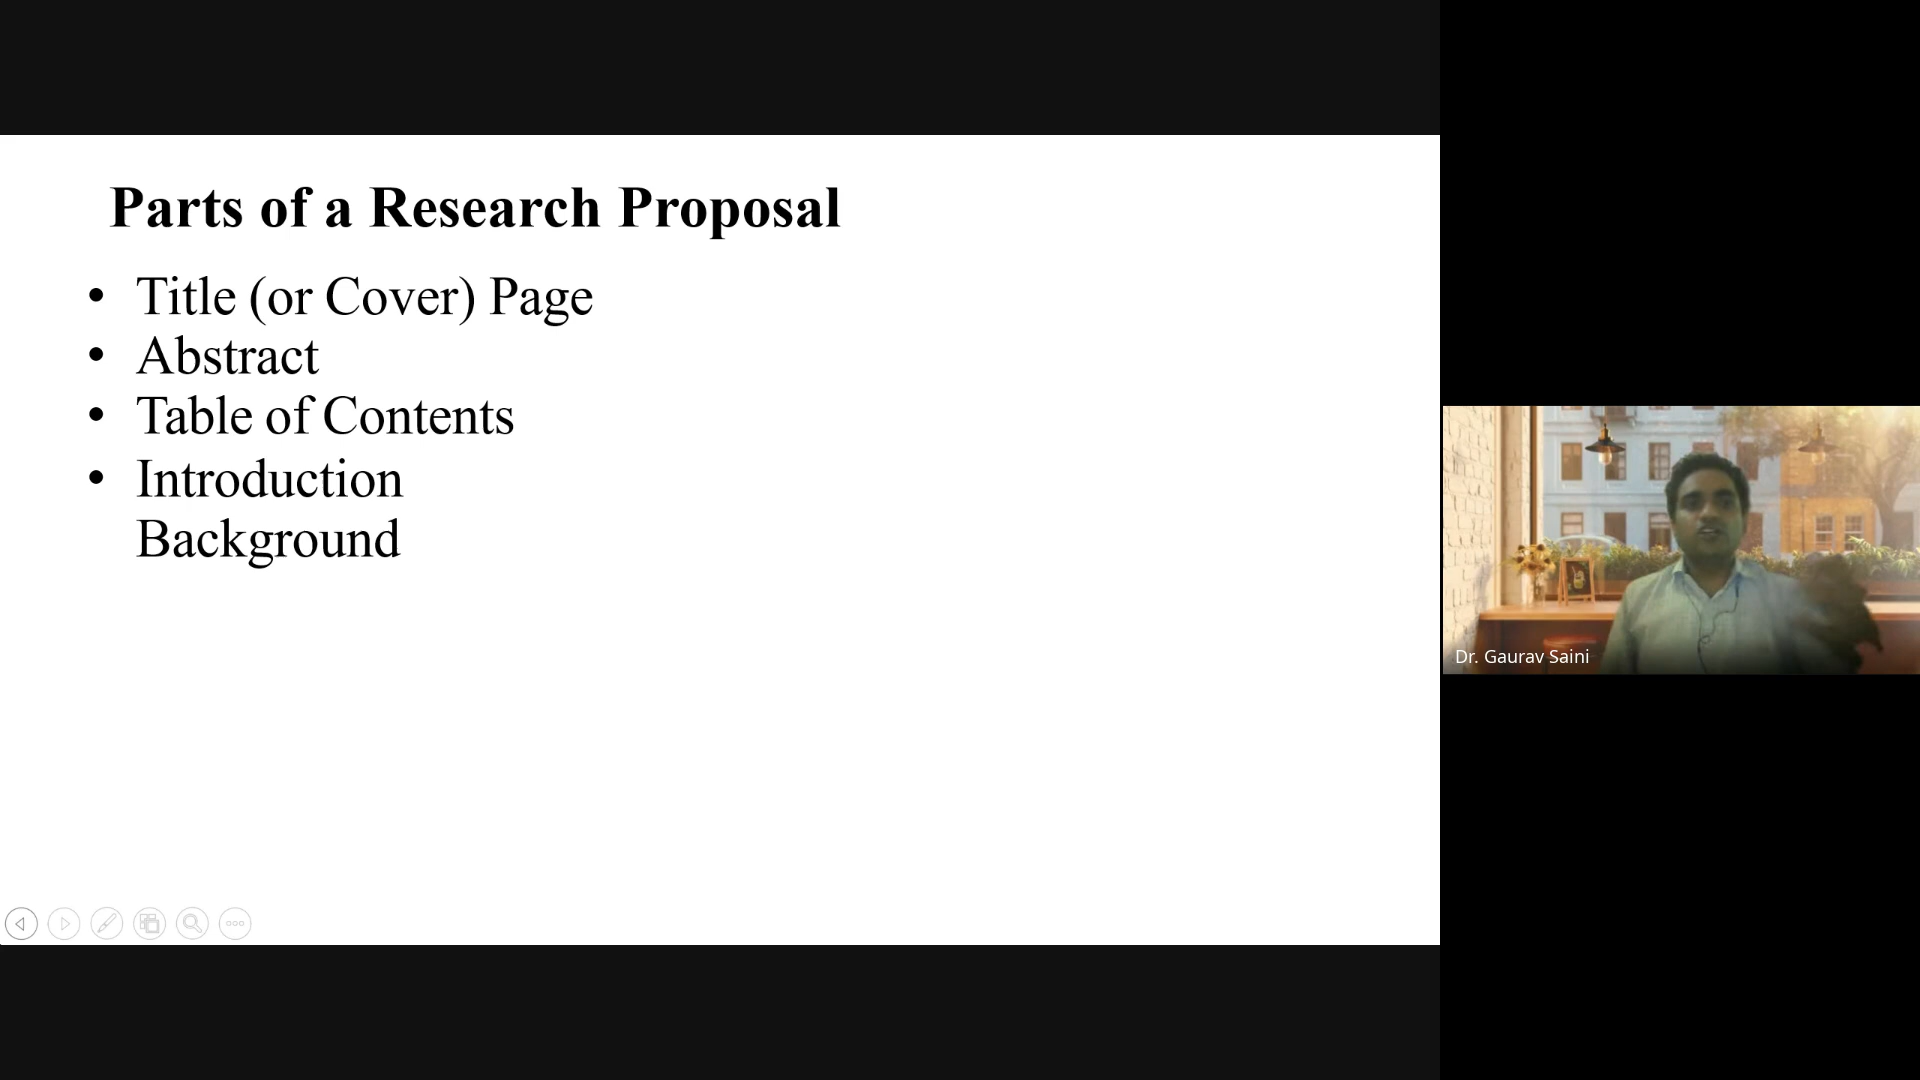 Parts of a Research Proposal
• Title (or Cover) Page
• Abstract
• Table of Contents
• Introduction
Background
Dr. Gaurav Saini